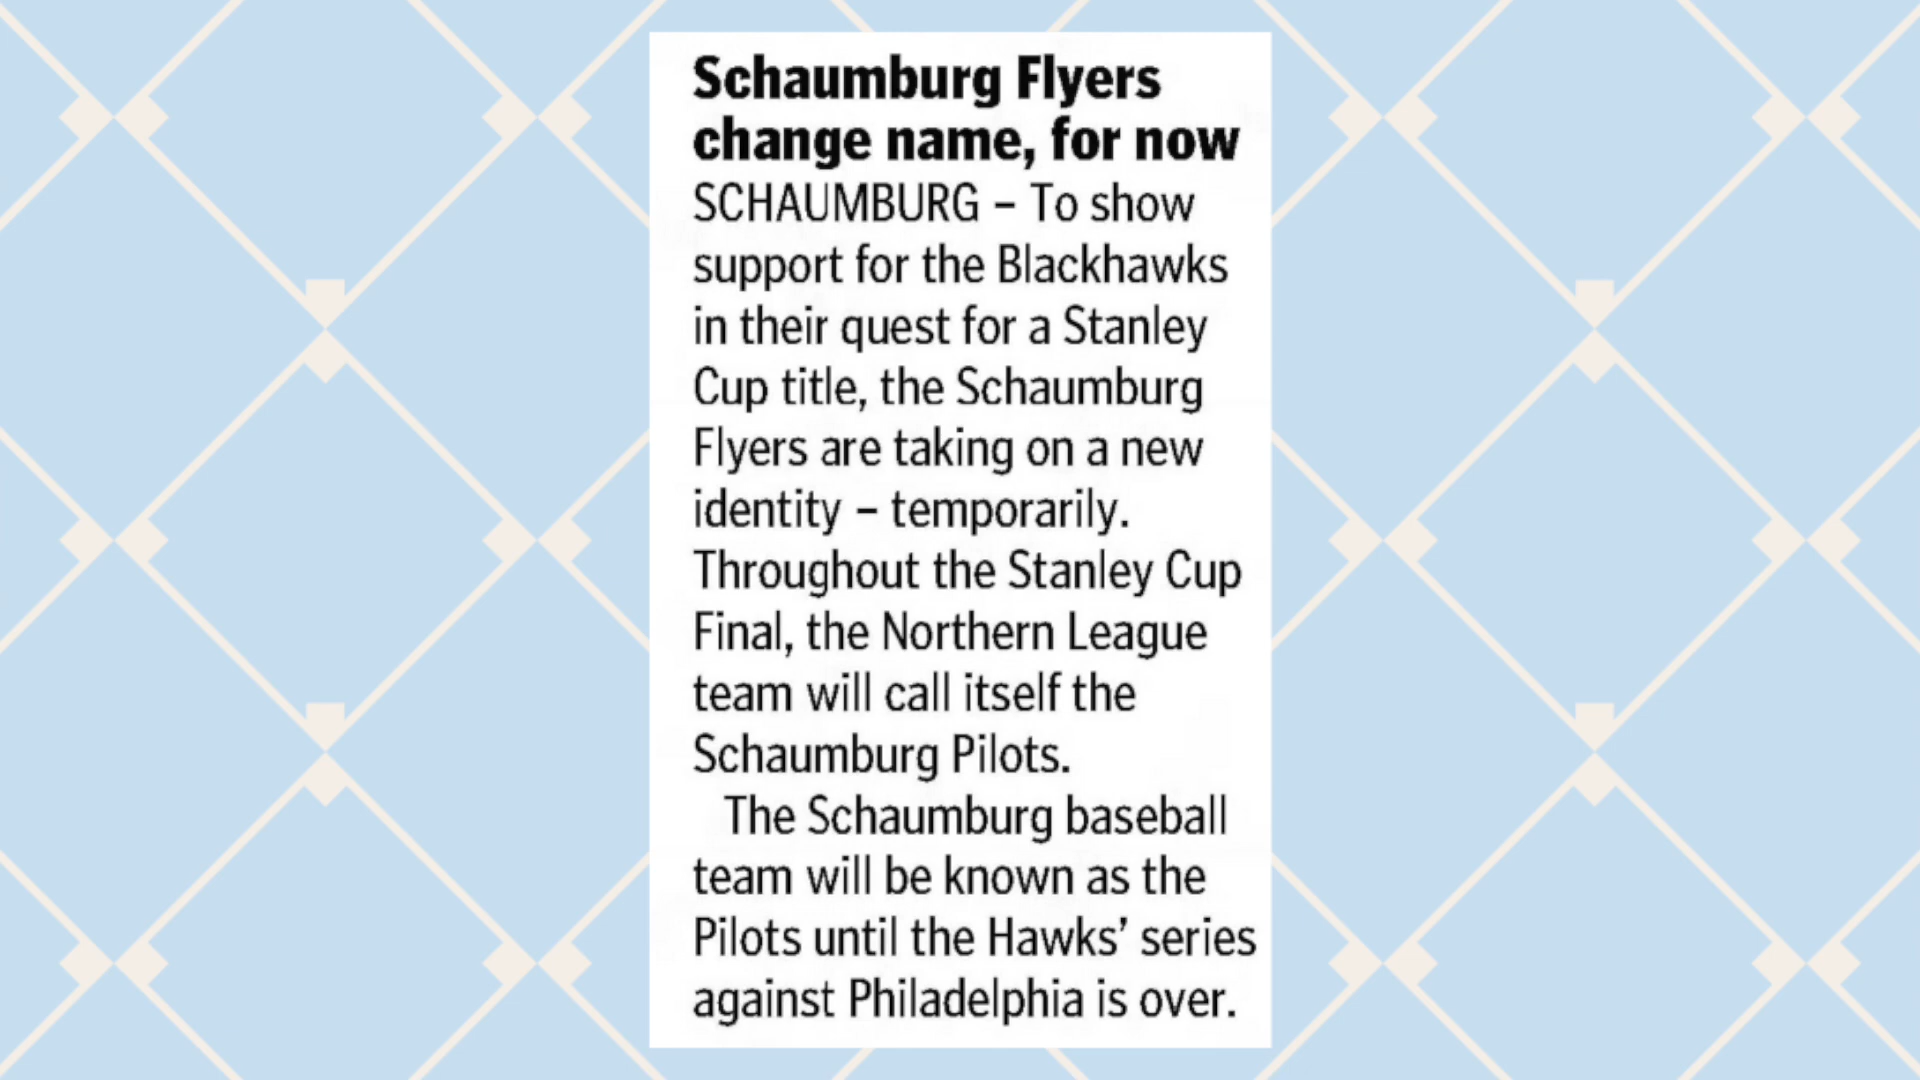 Schaumburg Flyers
change name, for now
SCHAUMBURG – To show
support for the Blackhawks
in their quest for a Stanley
Cup title, the Schaumburg
Flyers are taking on a new
identity – temporarily.
Throughout the Stanley Cup
Final, the Northern League
team will call itself the
Schaumburg Pilots.
The Schaumburg baseball
team will be known as the
Pilots until the Hawks’ series
against Philadelphia is over.